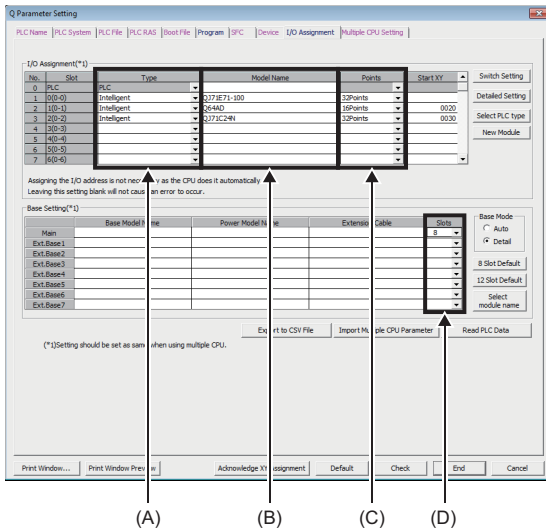 Q Parameter Setting
PLC Name PLC System PLC File PLC RAS Boot File Program SFC Device I/O Assignment Multiple CPU Setting
I/O Assignment(*1)
No. Slot Type Model Name Points Start XY
0 PLC PLC
1 0(0-0) Intelligent QJ71E71-100 32Points
2 1(0-1) Intelligent Q64AD 16Points 0020
3 2(0-2) Intelligent QJ71C24N 32Points 0030
4 3(0-3)
5 4(0-4)
6 5(0-5)
7 6(0-6)
Switch Setting
Detailed Setting
Select PLC type
New Module
Assigning the I/O address is not as the CPU does it automatically
Leaving this setting blank will not an error to occur.
Base Setting(*1)
Base Model Power Model Cable Slots
Main 8
Ext.Base1
Ext.Base2
Ext.Base3
Ext.Base4
Ext.Base5
Ext.Base6
Ext.Base7
Base Mode
Auto
Detail
8 Slot Default
12 Slot Default
Select
module name
to CSV File Import CPU Parameter Read PLC Data
(*1)Setting should be set as same when using multiple CPU.
Print Window... Print Window Acknowledge Default Check End Cancel
(A) (B) (C) (D)